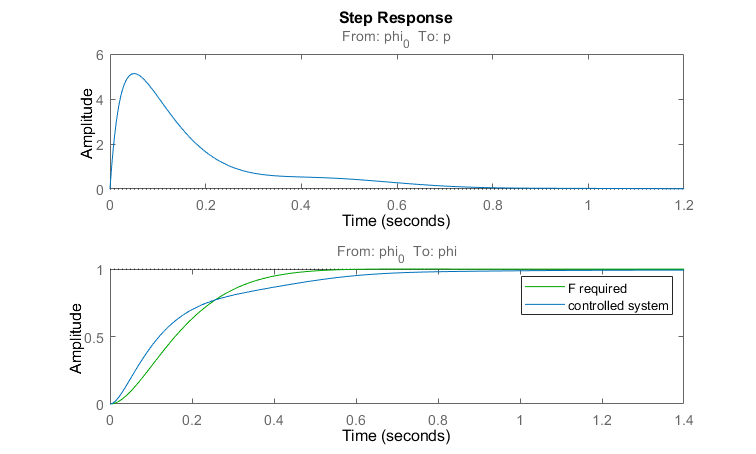 Step Response
From: phi0  To: p
6
4
2
0
Amplitude
0 0.2 0.4 0.6 0.8 1 1.2
Time (seconds)
From: phi0  To: phi
1
0.5
0
Amplitude
F required
controlled system
0 0.2 0.4 0.6 0.8 1 1.2 1.4
Time (seconds)